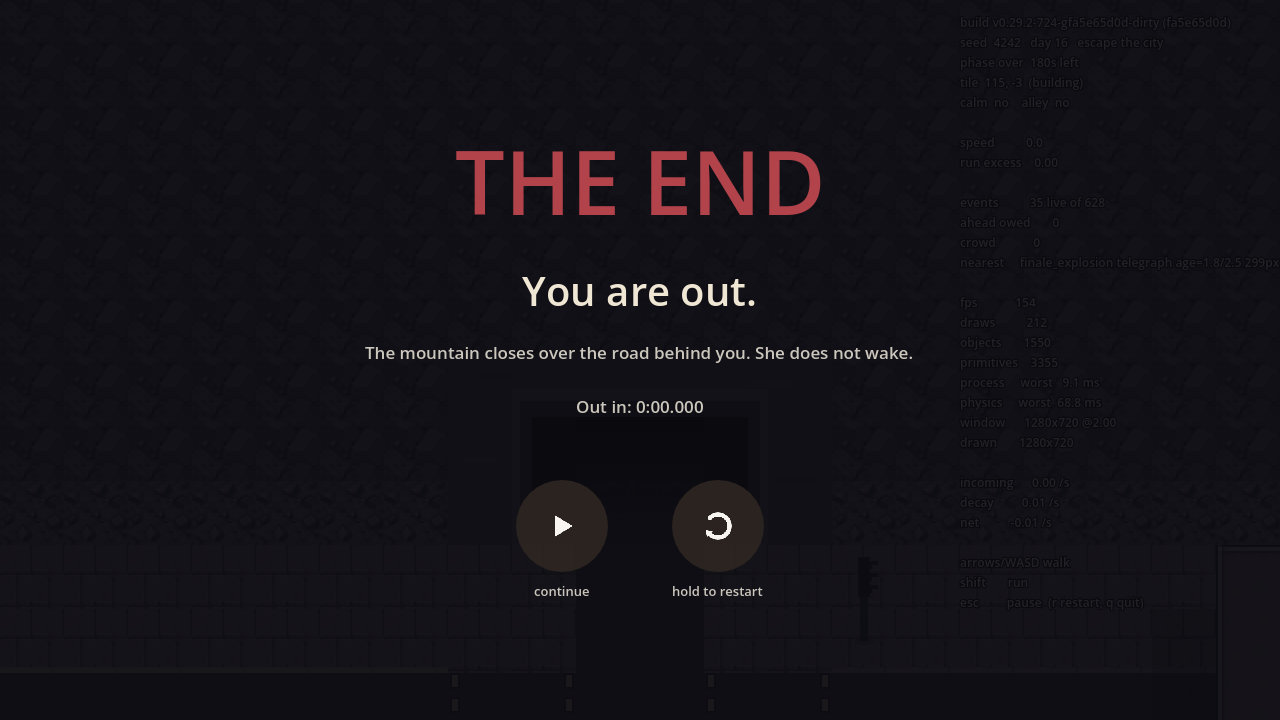 build v0.29.2-724-gfa5e65d0d-dirty (fa5e65d0d)
seed 4242 day 16 escape the city
phase over 180s left
tile 115, -3 (building)
calm no alley no
speed 0.0
run excess 0.00
events 35 live of 628
ahead owed 0
crowd 0
nearest finale_explosion telegraph age=1.8/2.5 299px
fps 154
draws 212
objects 1550
primitives 3355
process worst 9.1 ms
physics worst 68.8 ms
window 1280x720 @2.00
drawn 1280x720
incoming 0.00 /s
decay 0.01 /s
net -0.01 /s
arrows/WASD walk
shift run
esc pause (r restart, q quit)
THE END
You are out.
The mountain closes over the road behind you. She does not wake.
Out in: 0:00.000
continue
hold to restart